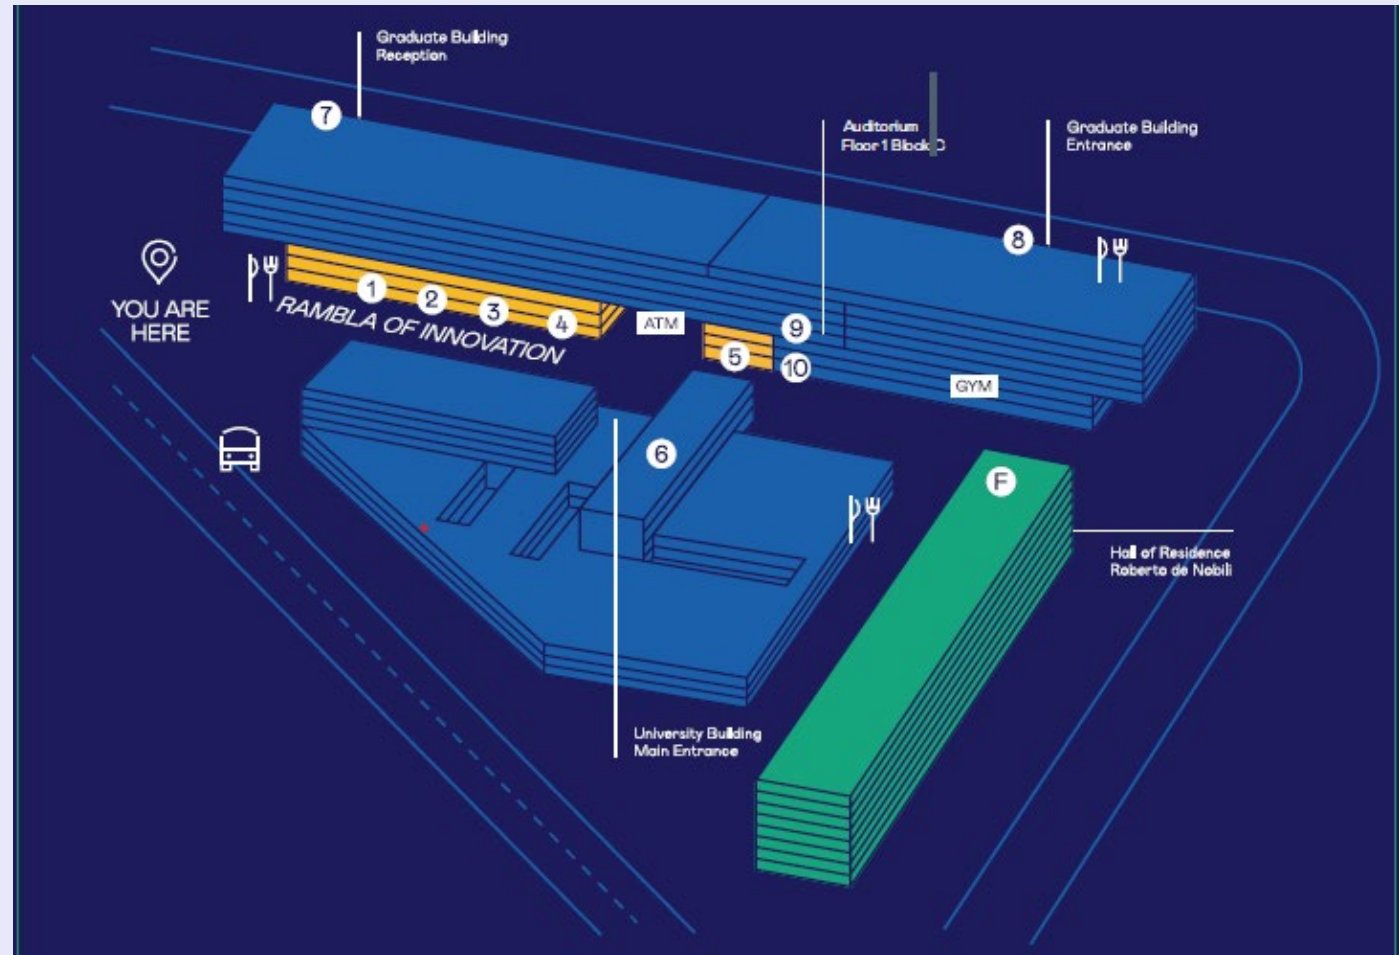 Graduate Building
Reception
7
Auditorium
Floor 1 Block C
Graduate Building
Entrance
8
YOU ARE
HERE
1
2
3
4
RAMBLA OF INNOVATION
ATM
9
5
10
GYM
6
F
Hall of Residence
Roberto de Nobili
University Building
Main Entrance